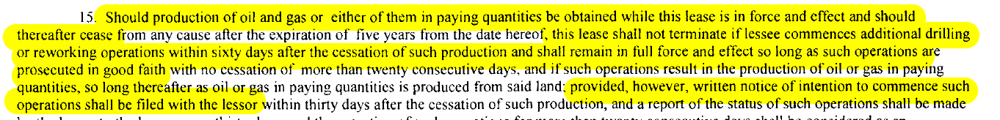 15. Should production of oil and gas or either of them in paying quantities be obtained while this lease is in force and effect and should
thereafter cease from any cause after the expiration of five years from the date hereof, this lease shall not terminate if lessee commences additional drilling
or reworking operations within sixty days after the cessation of such production and shall remain in full force and effect so long as such operations are
prosecuted in good faith with no cessation of more than twenty consecutive days, and if such operations result in the production of oil or gas in paying
quantities, so long thereafter as oil or gas in paying quantities is produced from said land; provided, however, written notice of intention to commence such
operations shall be filed with the lessor within thirty days after the cessation of such production, and a report of the status of such operations shall be made